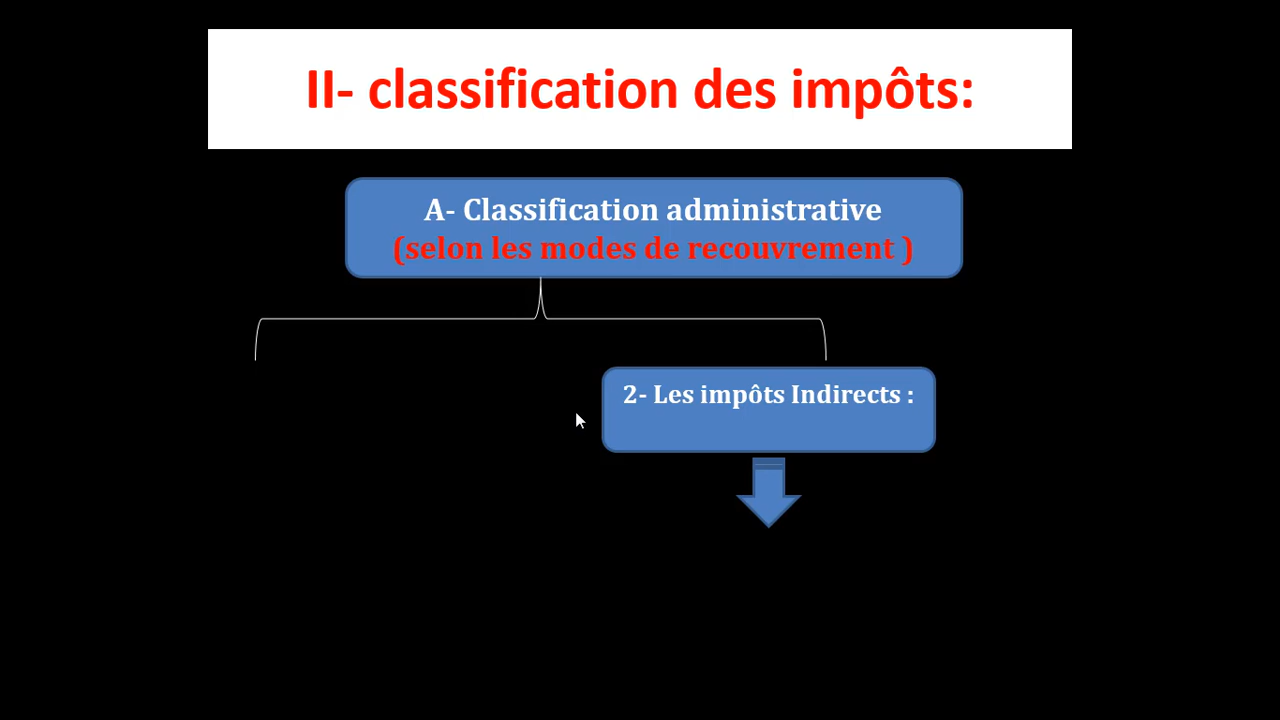 II- classification des impôts:
A- Classification administrative
(selon les modes de recouvrement )
2- Les impôts Indirects :